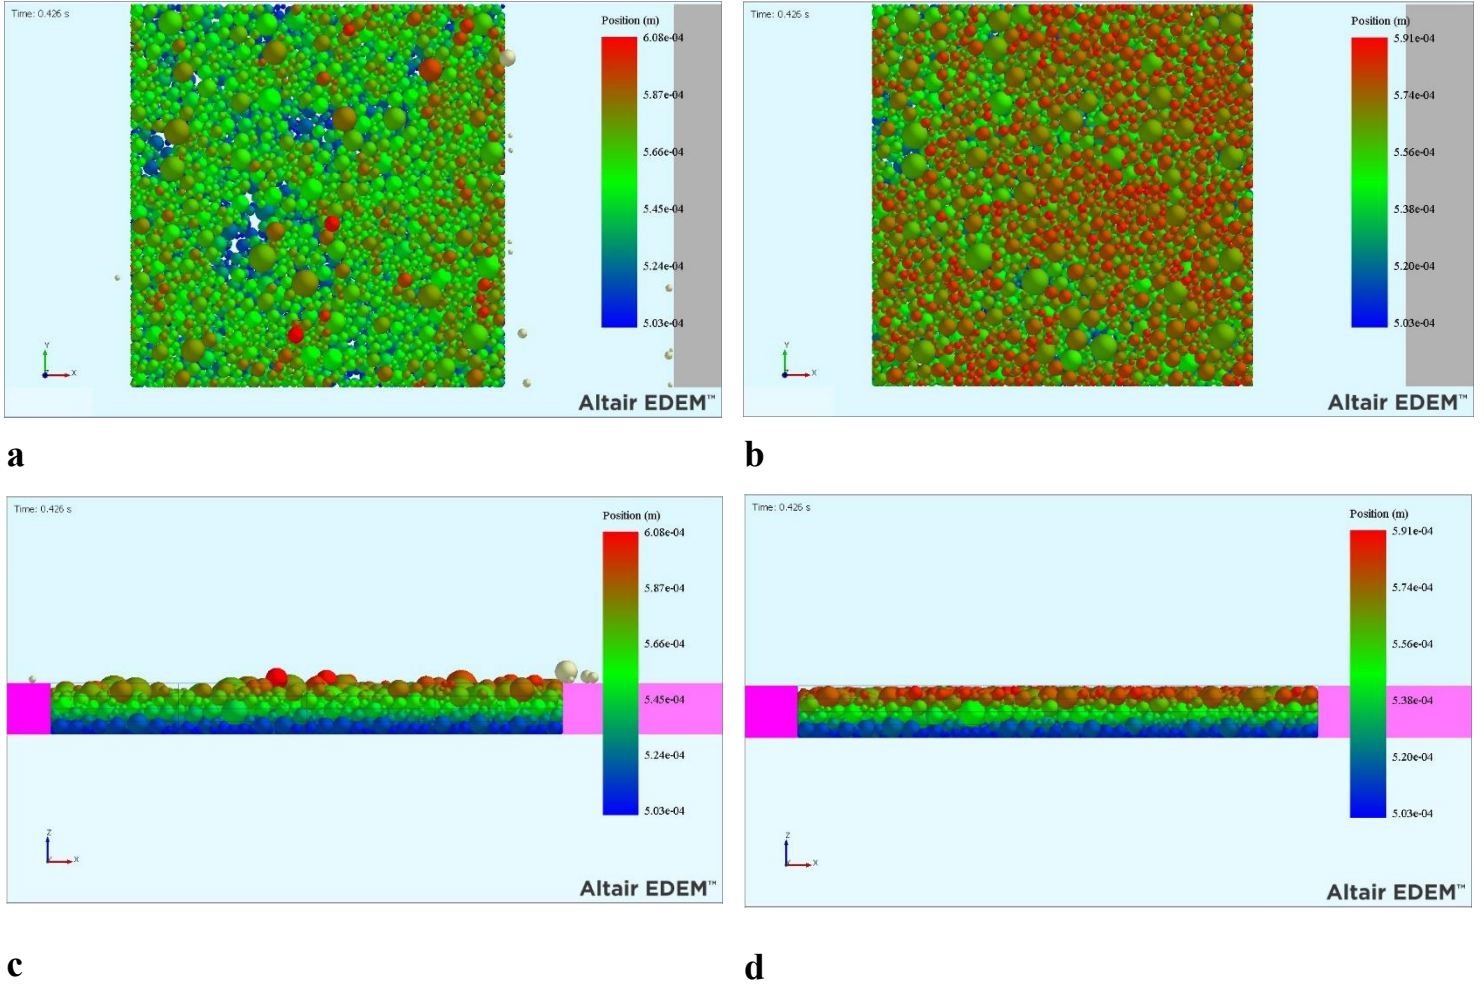 Time: 0.426 s
Position (m)
6.08e-04
5.87e-04
5.66e-04
5.45e-04
5.24e-04
5.03e-04
Y
Z
X
Altair EDEM™
a
Time: 0.426 s
Position (m)
5.91e-04
5.74e-04
5.56e-04
5.38e-04
5.20e-04
5.03e-04
Y
Z
X
Altair EDEM™
b
Time: 0.426 s
Position (m)
6.08e-04
5.87e-04
5.66e-04
5.45e-04
5.24e-04
5.03e-04
Z
Y
X
Altair EDEM™
c
Time: 0.426 s
Position (m)
5.91e-04
5.74e-04
5.56e-04
5.38e-04
5.20e-04
5.03e-04
Z
Y
X
Altair EDEM™
d